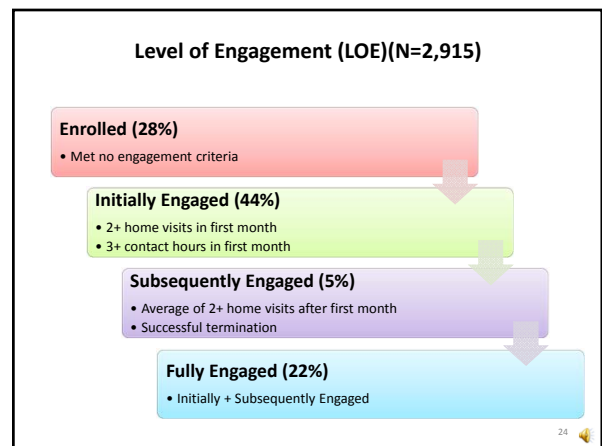 Level of Engagement (LOE)(N=2,915)
Enrolled (28%)
• Met no engagement criteria
Initially Engaged (44%)
• 2+ home visits in first month
• 3+ contact hours in first month
Subsequently Engaged (5%)
• Average of 2+ home visits after first month
• Successful termination
Fully Engaged (22%)
• Initially + Subsequently Engaged
24